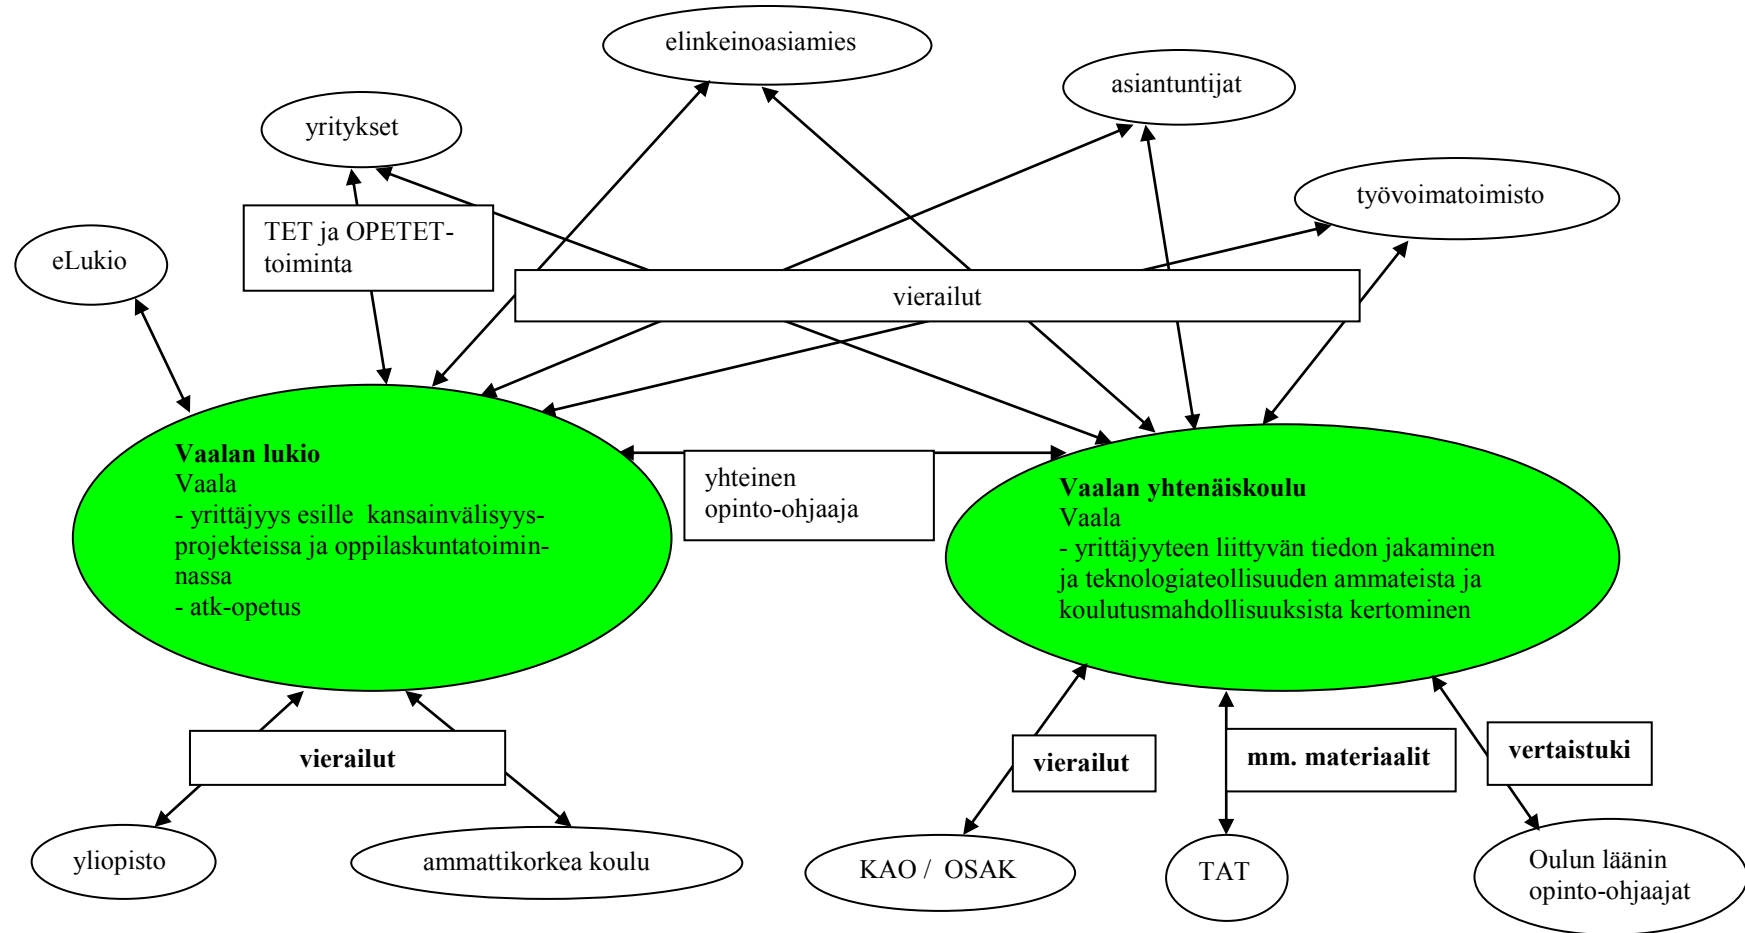 elinkeinoasiamies
asiantuntijat
yritykset
työvoimatoimisto
TET ja OPETET-
toiminta
eLukio
vierailut
Vaalan lukio
Vaala
- yrittäjyys esille  kansainvälisyys-
projekteissa ja oppilaskuntatoimin-
nassa
- atk-opetus
yhteinen
opinto-ohjaaja
Vaalan yhtenäiskoulu
Vaala
- yrittäjyyteen liittyvän tiedon jakaminen
ja teknologiateollisuuden ammateista ja
koulutusmahdollisuuksista kertominen
vierailut
vierailut
mm. materiaalit
vertaistuki
yliopisto
ammattikorkea koulu
KAO /  OSAK
TAT
Oulun läänin
opinto-ohjaajat